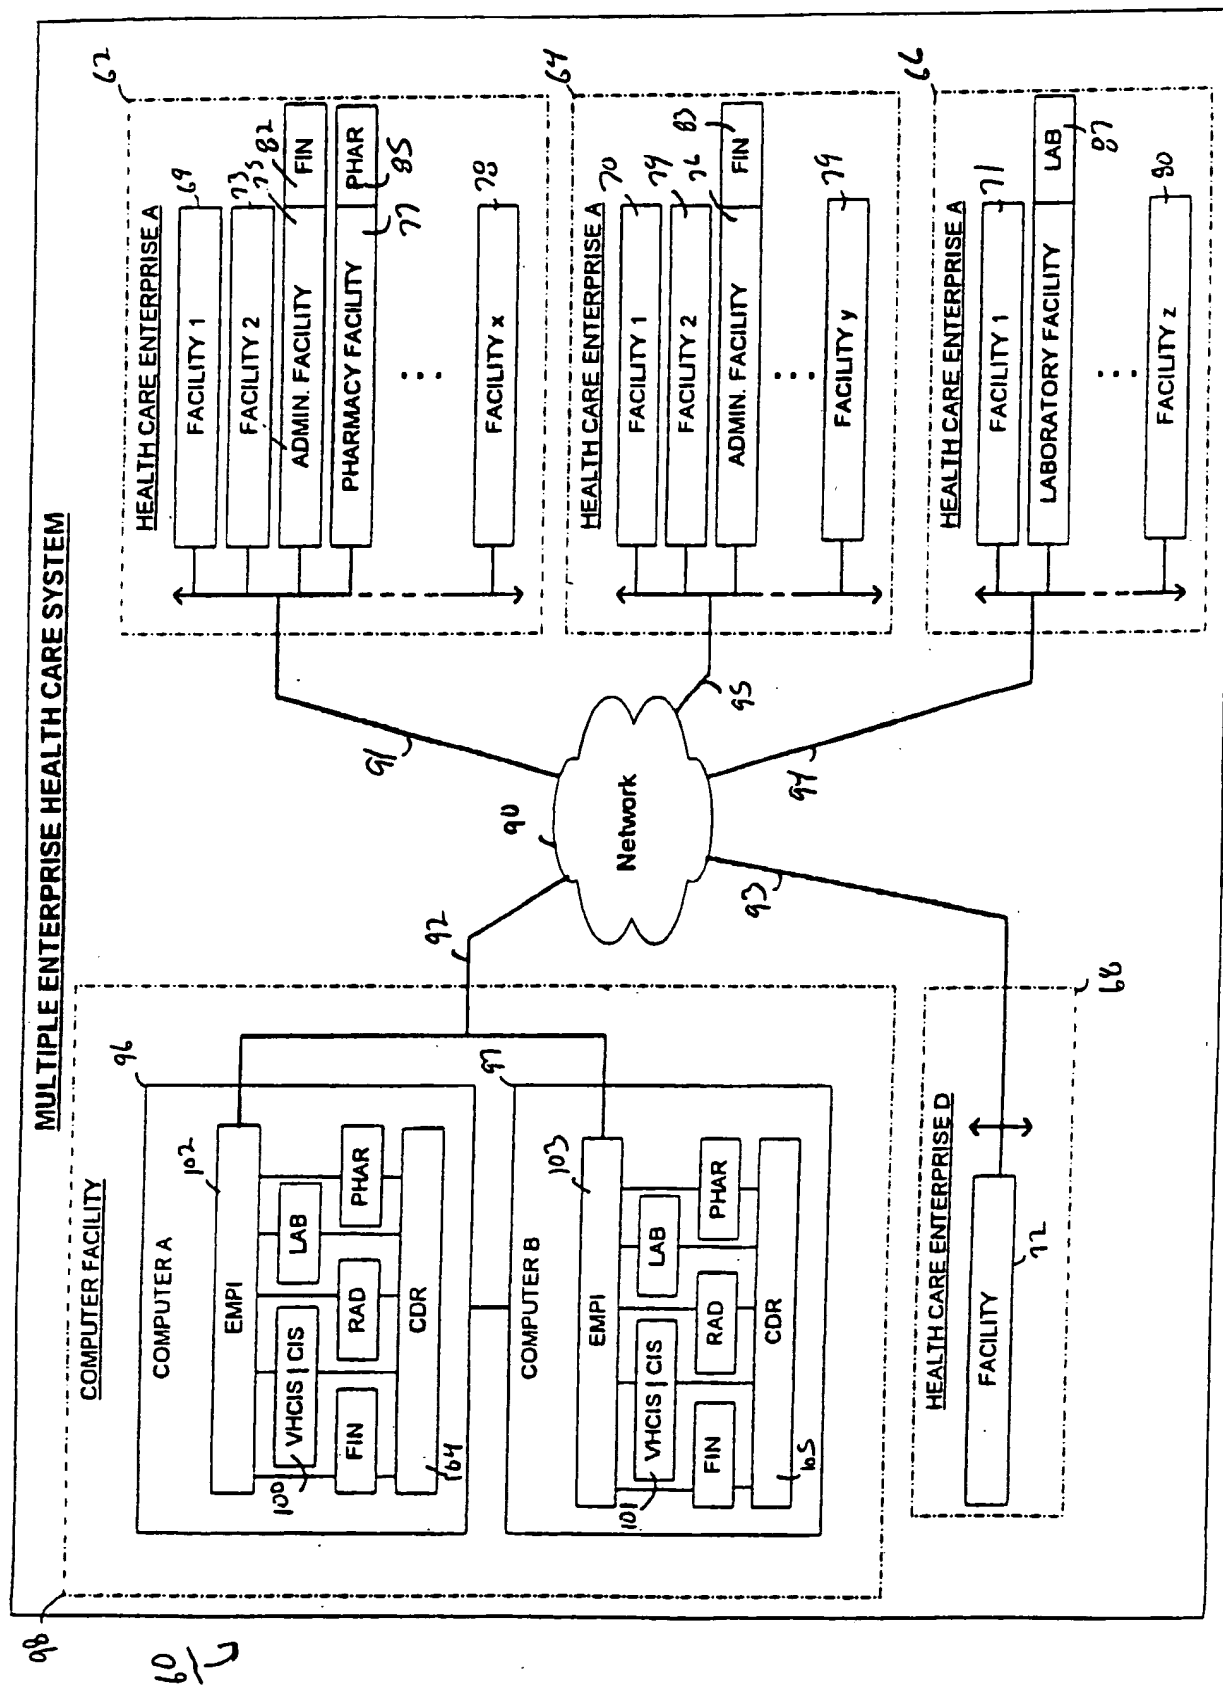 MULTIPLE ENTERPRISE HEALTH CARE SYSTEM
98
60
COMPUTER FACILITY
96
COMPUTER A
102
EMPI
100
VHCIS | CIS
LAB
FIN
RAD
PHAR
CDR
104
97
COMPUTER B
103
EMPI
101
VHCIS | CIS
LAB
FIN
RAD
PHAR
CDR
105
HEALTH CARE ENTERPRISE D
68
FACILITY
72
92
90
Network
91
95
94
93
62
HEALTH CARE ENTERPRISE A
FACILITY 1
69
FACILITY 2
73
75
82
ADMIN. FACILITY
FIN
PHARMACY FACILITY
PHAR
77
85
...
FACILITY x
78
64
HEALTH CARE ENTERPRISE A
FACILITY 1
70
FACILITY 2
74
76
83
ADMIN. FACILITY
FIN
...
FACILITY y
79
66
HEALTH CARE ENTERPRISE A
FACILITY 1
71
LABORATORY FACILITY
LAB
87
...
FACILITY z
80